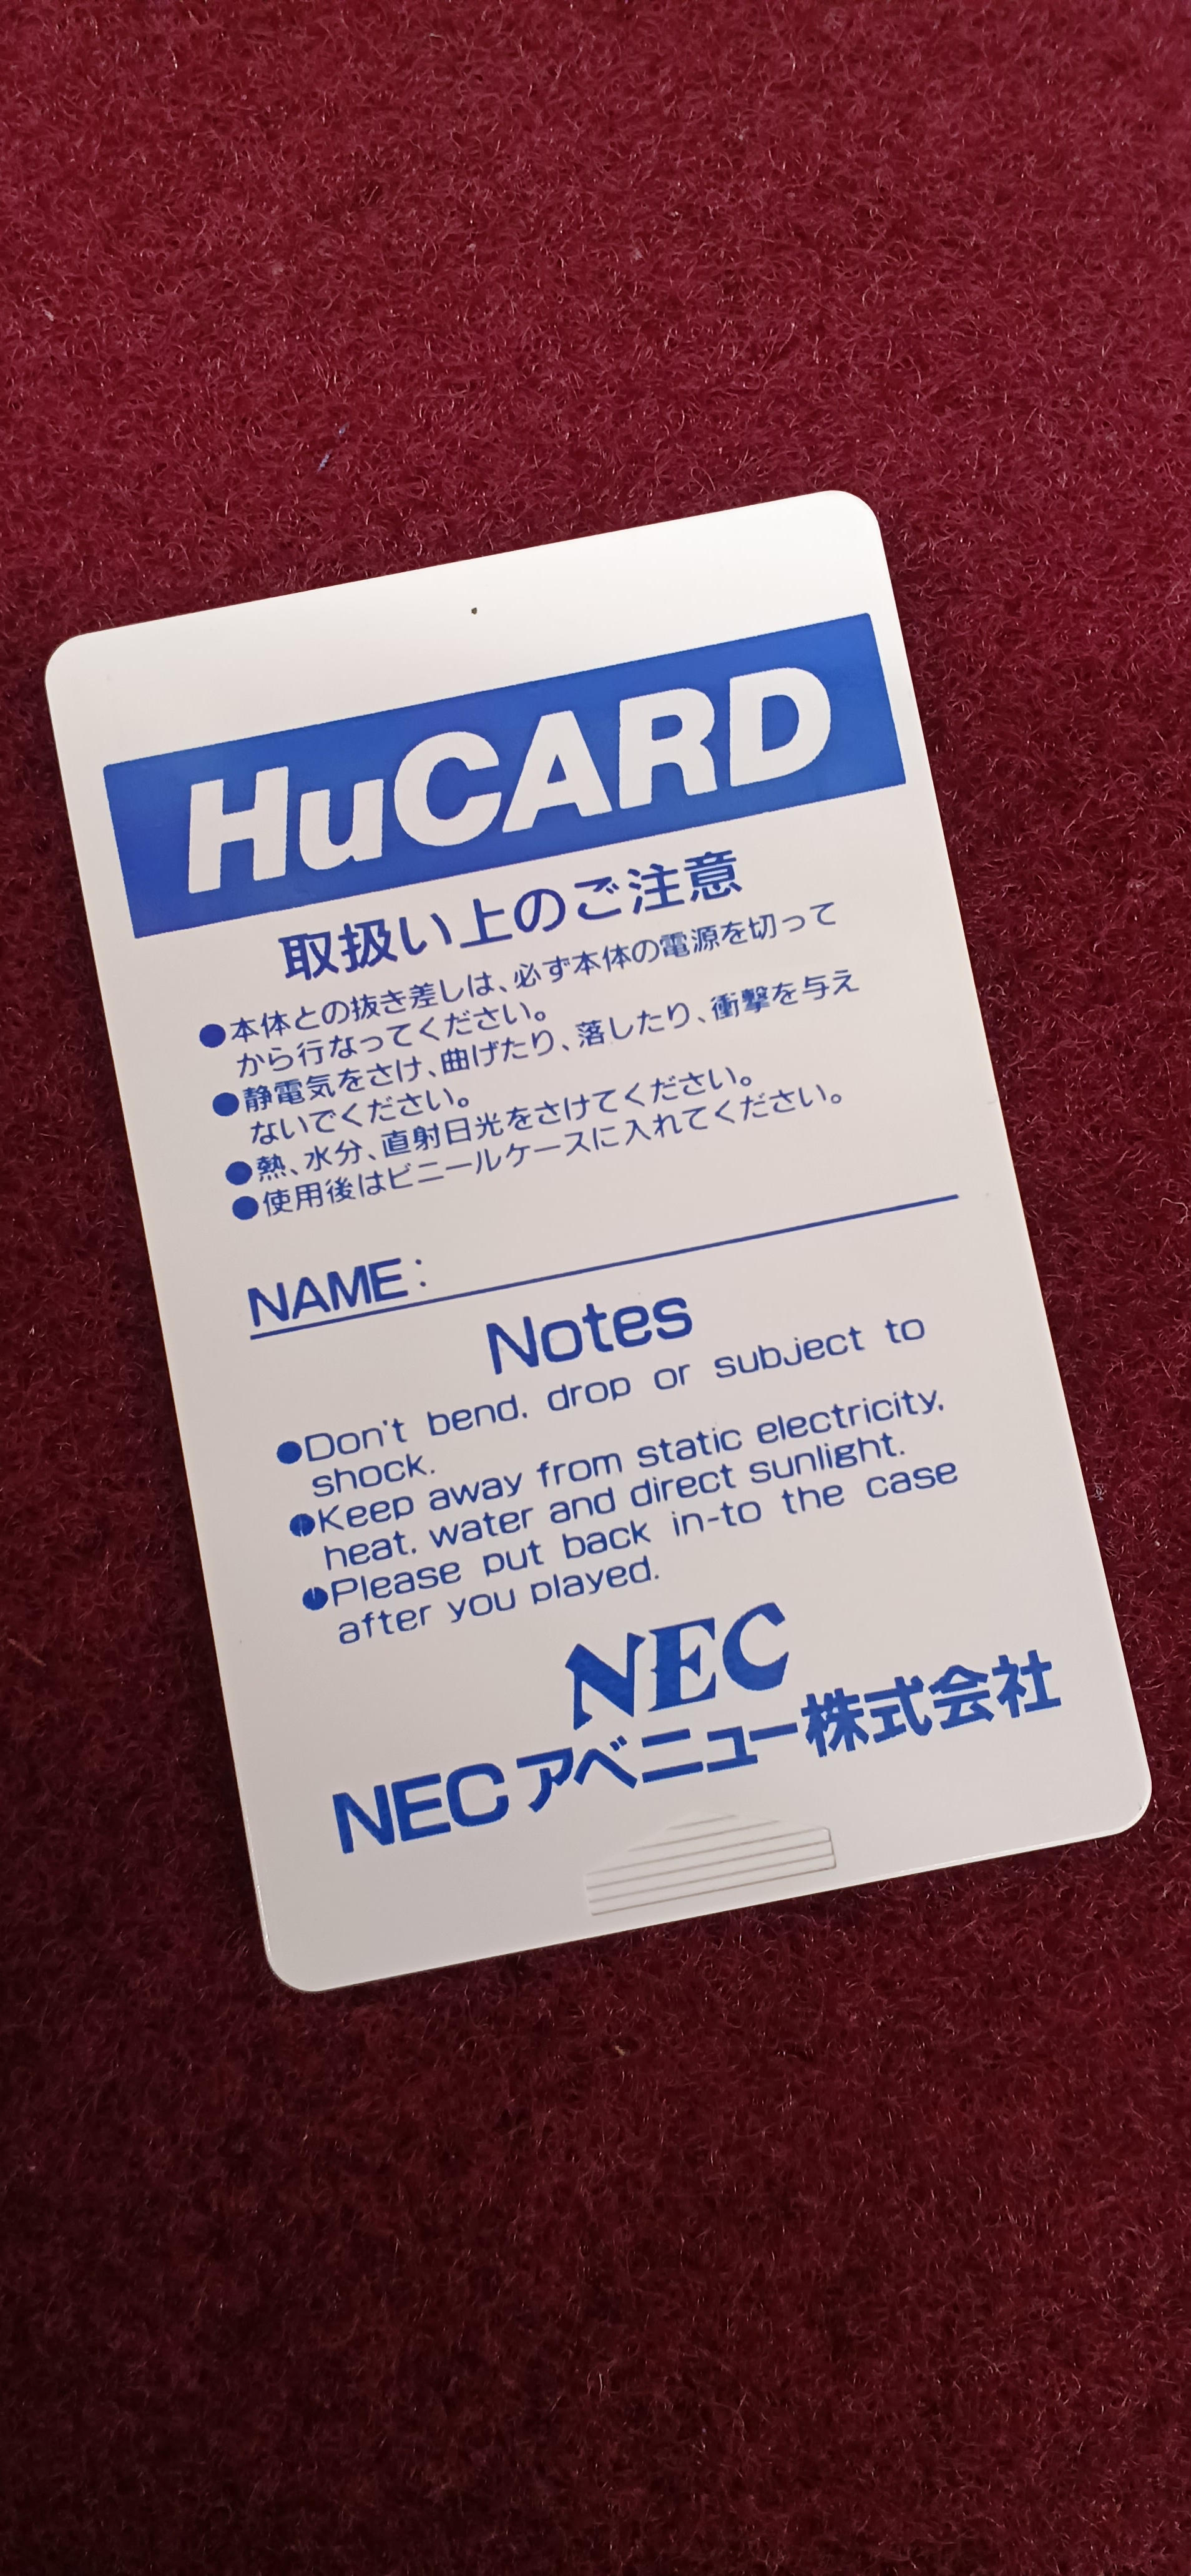 HuCARD
取扱い上のご注意
●本体との抜き差しは、必ず本体の電源を切って
から行なってください。
●静電気をさけ、曲げたり、落したり、衝撃を与え
ないでください。
●熱、水分、直射日光をさけてください。
●使用後はビニールケースに入れてください。
NAME:
Notes
●Don't bend, drop or subject to
shock.
●Keep away from static electricity,
heat, water and direct sunlight.
●Please put back in-to the case
after you played.
NEC
NECアベニュー株式会社